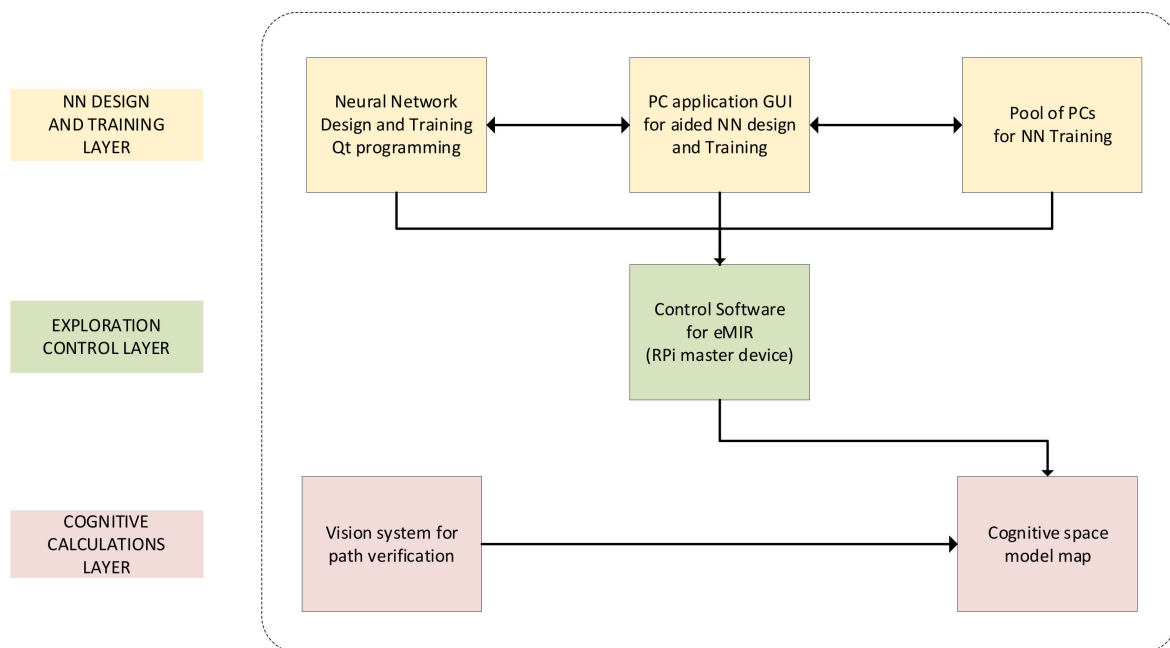 NN DESIGN
AND TRAINING
LAYER
Neural Network
Design and Training
Qt programming
PC application GUI
for aided NN design
and Training
Pool of PCs
for NN Training
EXPLORATION
CONTROL LAYER
Control Software
for eMIR
(RPi master device)
COGNITIVE
CALCULATIONS
LAYER
Vision system for
path verification
Cognitive space
model map